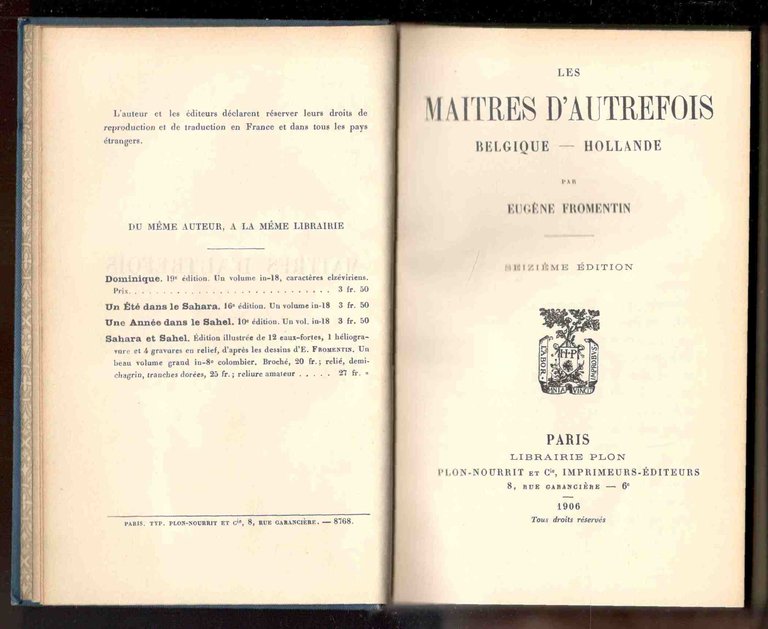 L'auteur et les éditeurs déclarent réserver leurs droits de
reproduction et de traduction en France et dans tous les pays
étrangers.
DU MÉME AUTEUR, A LA MÉME LIBRAIRIE
Dominique. 19e édition. Un volume in-18, caractères elzéviriens.
Prix. . . . . . . . . . . . . . . . . . . . . . . . . . . . 3 fr. 50
Un Été dans le Sahara. 16e édition. Un volume in-18 3 fr. 50
Une Année dans le Sahel. 10e édition. Un vol. in-18 3 fr. 50
Sahara et Sahel. Édition illustrée de 12 eaux-fortes, 1 héliogra-
vure et 4 gravures en relief, d'après les dessins d'E. FROMENTIN. Un
beau volume grand in-8° colombier. Broché, 20 fr.; relié, demi-
chagrin, tranches dorées, 25 fr.; reliure amateur . . . . . 27 fr. »
PARIS. TYP. PLON-NOURRIT ET Cie, 8, RUE GARANCIÈRE. — 8768.
LES
MAITRES D'AUTREFOIS
BELGIQUE — HOLLANDE
PAR
EUGÈNE FROMENTIN
SEIZIÈME ÉDITION
H·P
LABOR
OMNIA VINCIT
IMPROBVS
PARIS
LIBRAIRIE PLON
PLON-NOURRIT ET Cie, IMPRIMEURS-ÉDITEURS
8, RUE GARANCIÈRE — 6e
1906
Tous droits réservés